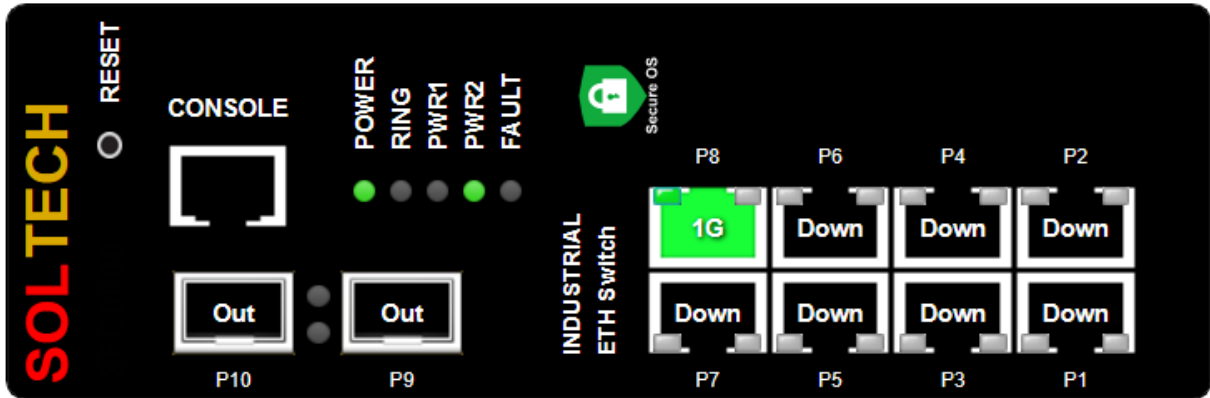 SOLTECH
RESET
CONSOLE
POWER
RING
PWR1
PWR2
FAULT
Secure OS
INDUSTRIAL
ETH Switch
P8 P6 P4 P2
1G Down Down Down
Out Out
Down Down Down Down
P10 P9
P7 P5 P3 P1